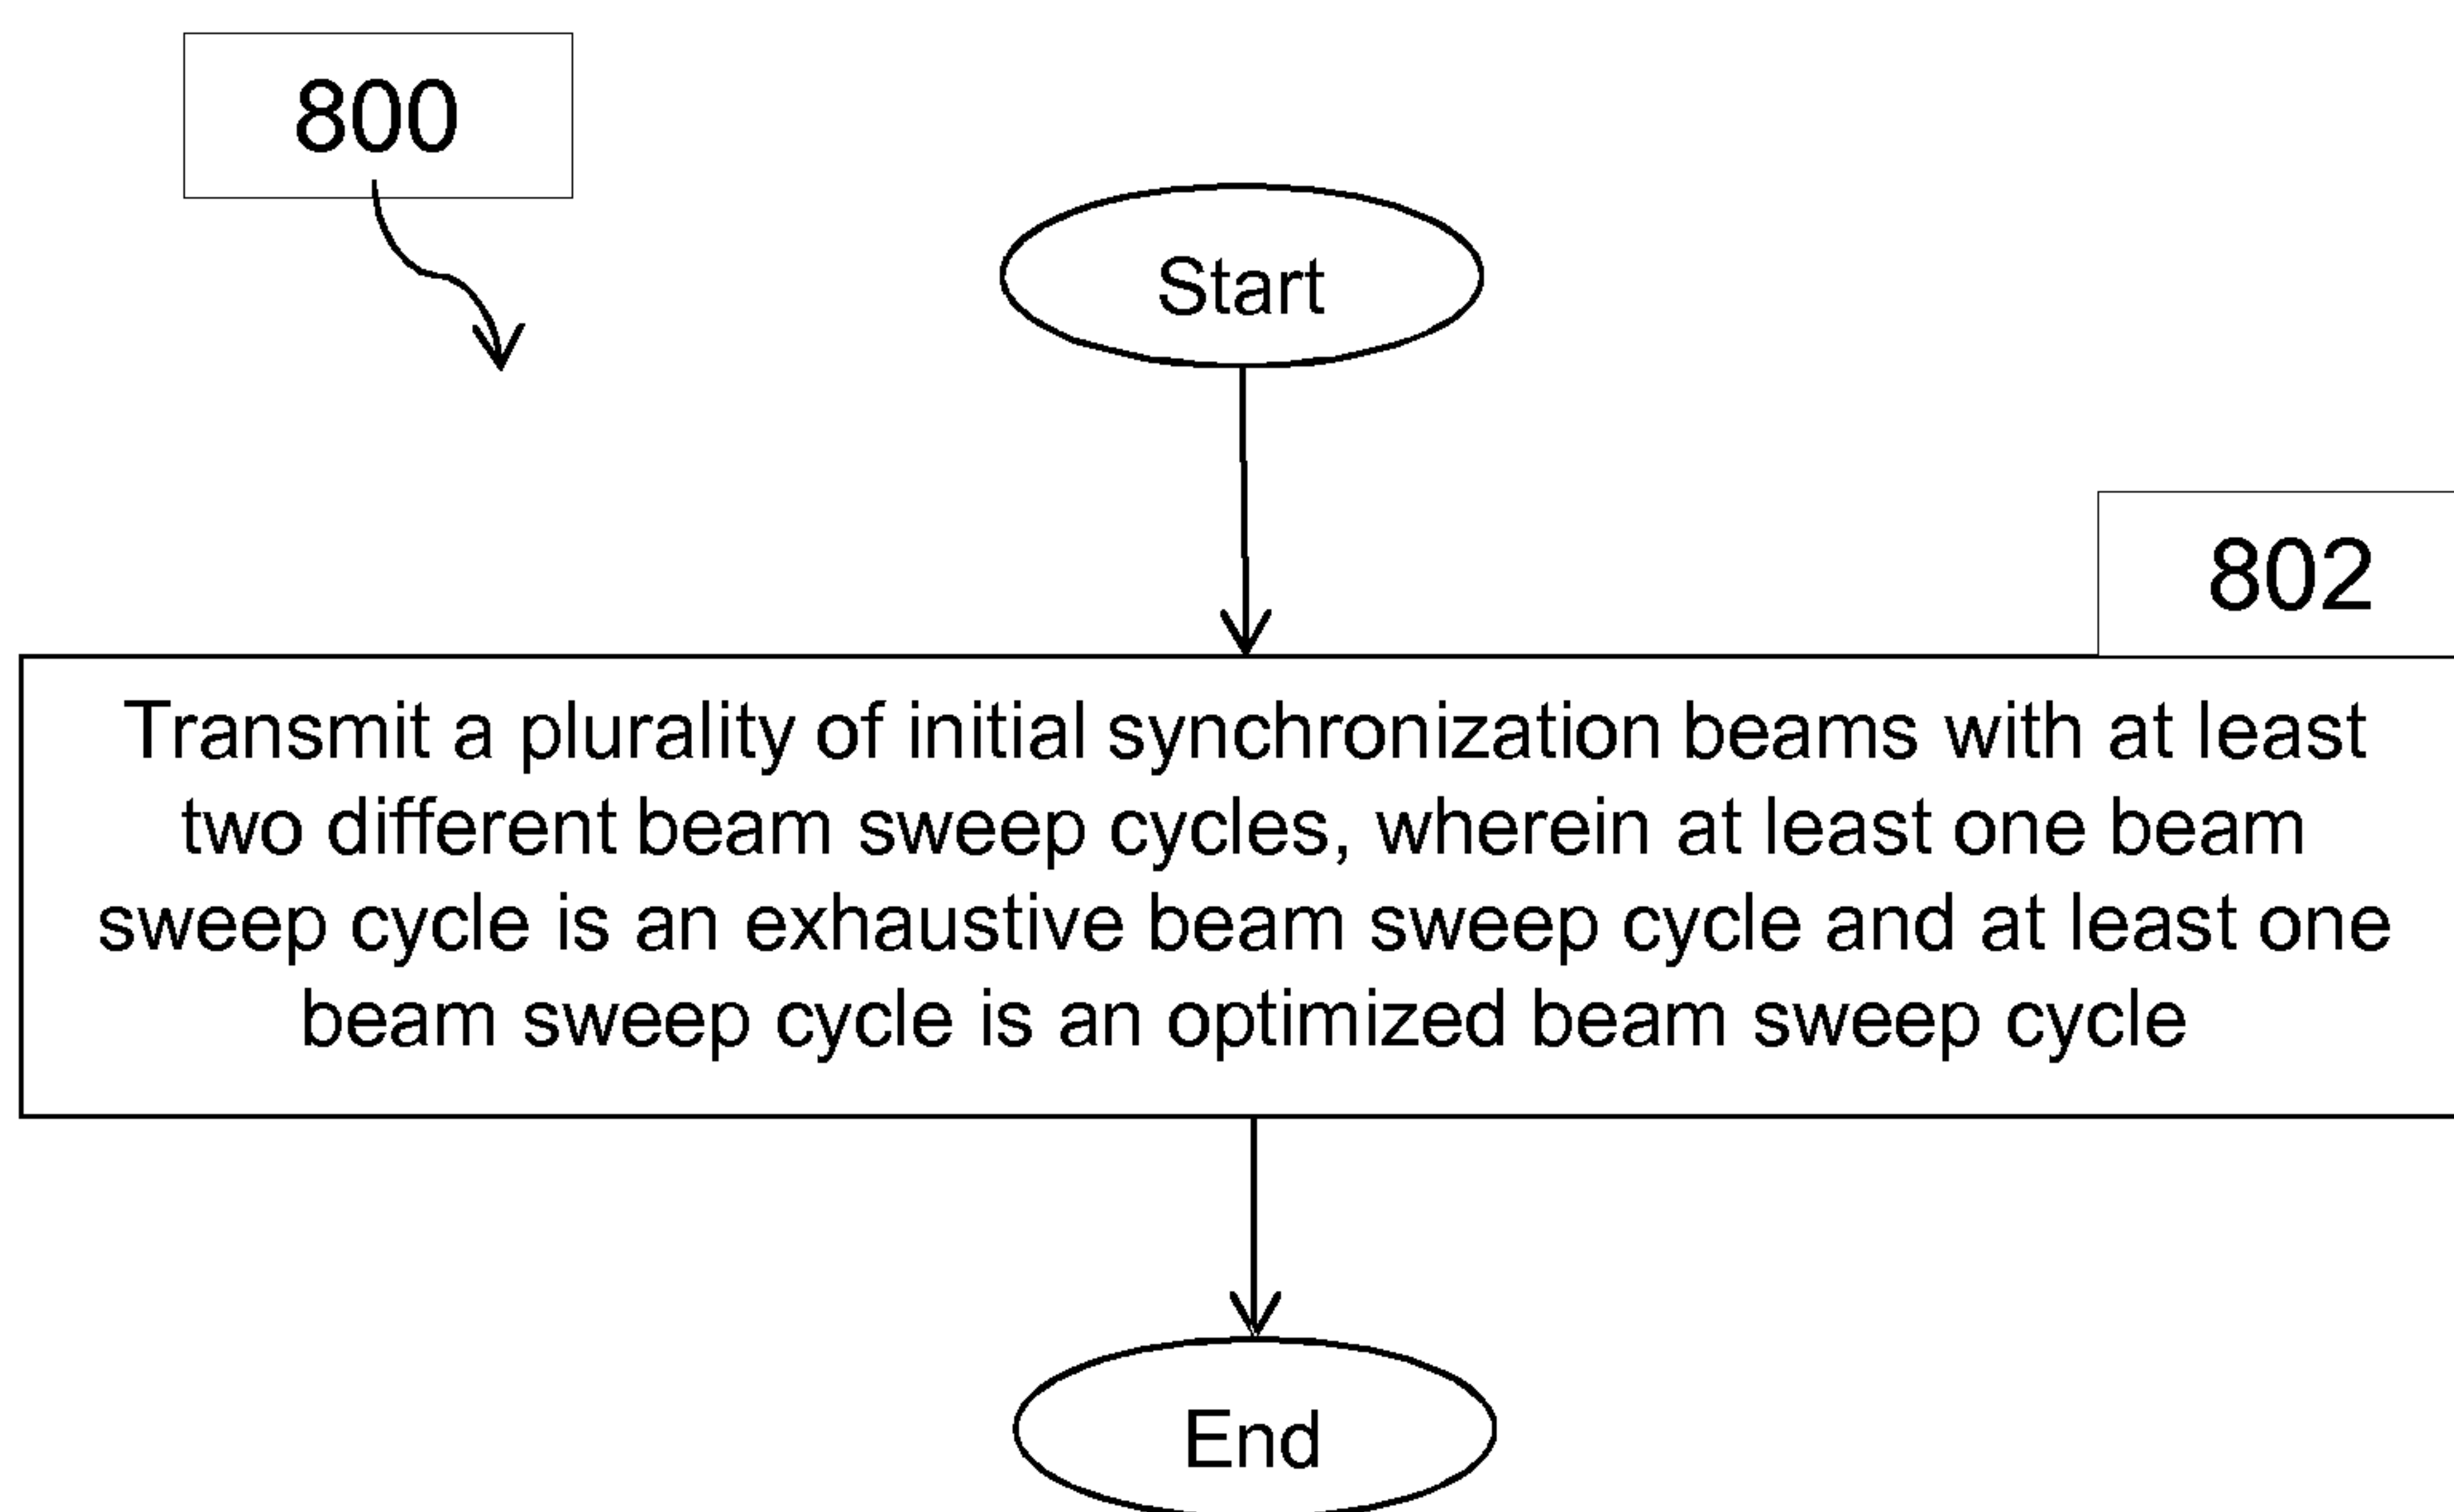 800
Start
802
Transmit a plurality of initial synchronization beams with at least
two different beam sweep cycles, wherein at least one beam
sweep cycle is an exhaustive beam sweep cycle and at least one
beam sweep cycle is an optimized beam sweep cycle
End